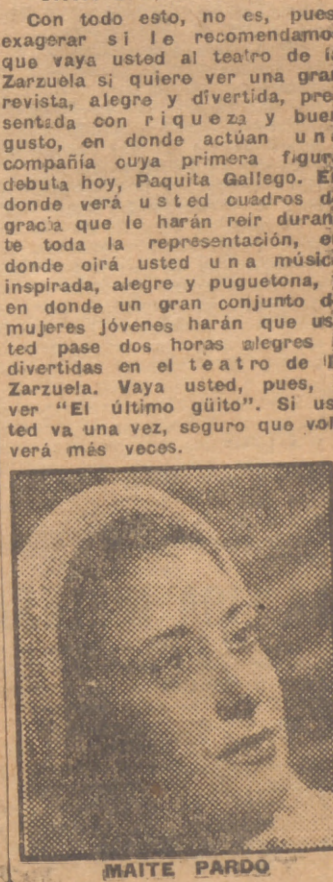 Con todo esto, no es, pues
exagerar si le recomendamo
que vaya usted al teatro de l
Zarzuela si quiere ver una gra
revista, alegre y divertida, pre
sentada con riqueza y bue
gusto, en donde actúan un
compañía cuya primera figur
debuta hoy, Paquita Gallego. E
donde verá usted cuadros d
gracia que le harán reír duran
te toda la representación, e
donde oirá usted una músic
inspirada, alegre y puguetona,
en donde un gran conjunto d
mujeres jóvenes harán que us
ted pase dos horas alegres
divertidas en el teatro de l
Zarzuela. Vaya usted, pues,
ver "El último güito". Si us
ted va una vez, seguro que vol
verá más veces.
MAITE PARDO